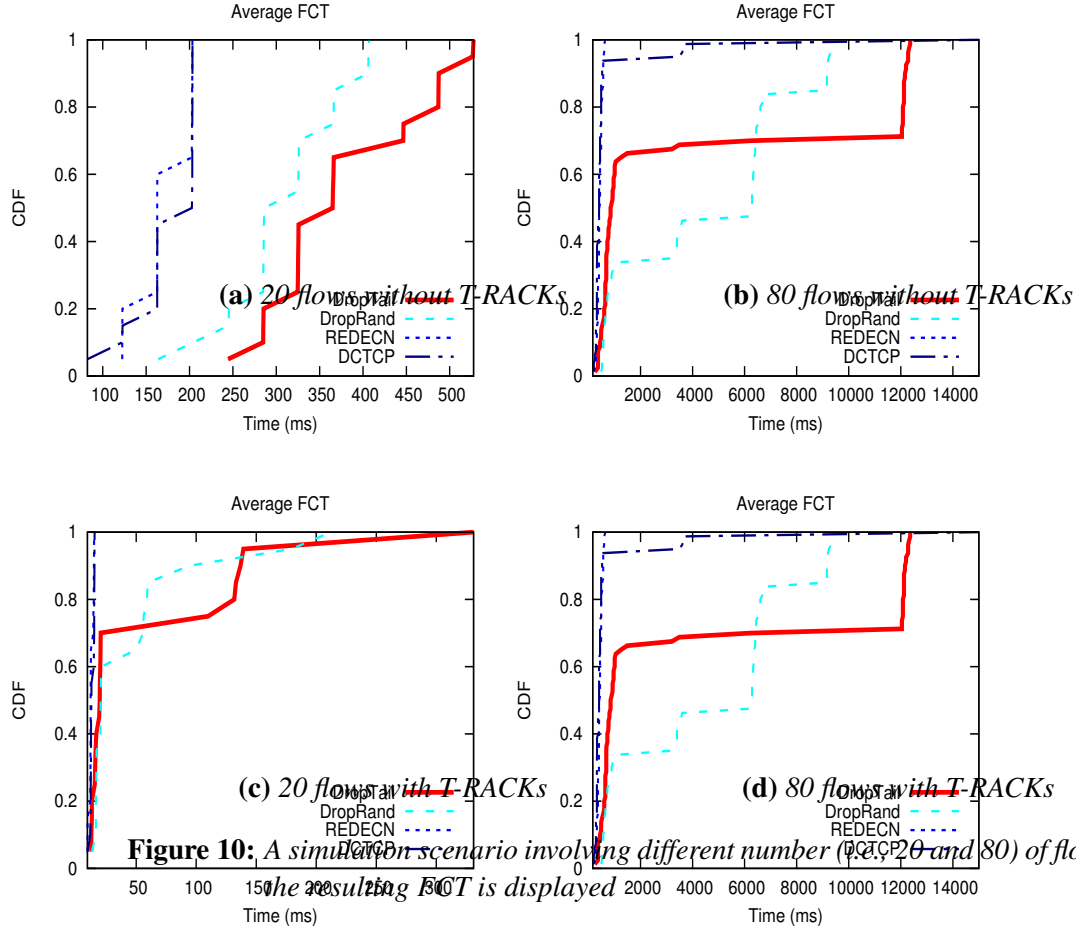 Average FCT
1
0.8
0.6
0.4
0.2
0
CDF
100 150 200 250 300 350 400 450 500
Time (ms)
DropTail
DropRand
REDECN
DCTCP
(a) 20 flows without T-RACKs
Average FCT
1
0.8
0.6
0.4
0.2
0
CDF
2000 4000 6000 8000 10000 12000 14000
Time (ms)
DropTail
DropRand
REDECN
DCTCP
(b) 80 flows without T-RACKs
Average FCT
1
0.8
0.6
0.4
0.2
0
CDF
50 100 150 200 250 300
Time (ms)
DropTail
DropRand
REDECN
DCTCP
(c) 20 flows with T-RACKs
Average FCT
1
0.8
0.6
0.4
0.2
0
CDF
2000 4000 6000 8000 10000 12000 14000
Time (ms)
DropTail
DropRand
REDECN
DCTCP
(d) 80 flows with T-RACKs
Figure 10: A simulation scenario involving different number (i.e., 20 and 80) of flo
the resulting FCT is displayed